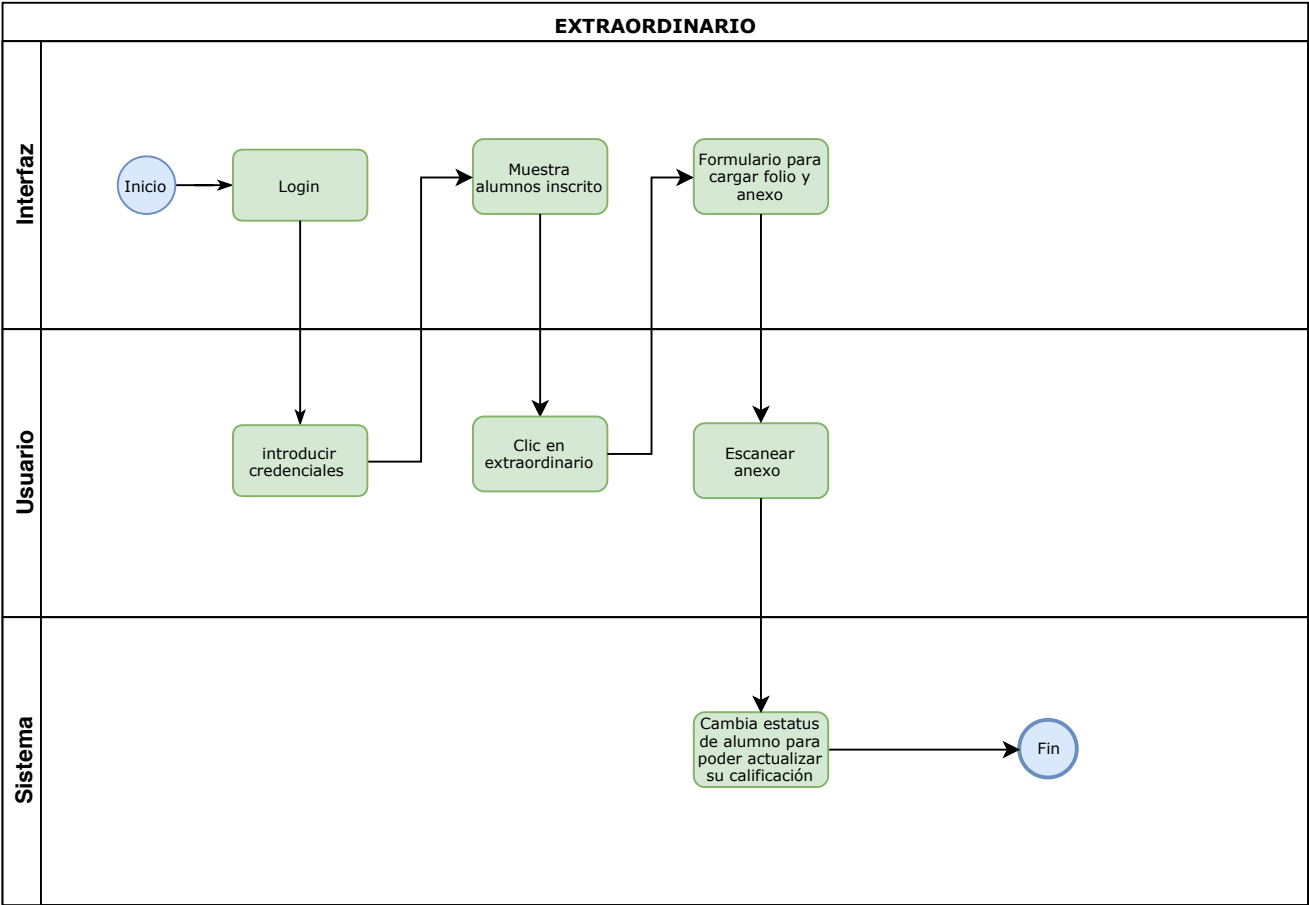 EXTRAORDINARIO
Interfaz
Inicio
Login
Muestra
alumnos inscrito
Formulario para
cargar folio y
anexo
Usuario
introducir
credenciales
Clic en
extraordinario
Escanear
anexo
Sistema
Cambia estatus
de alumno para
poder actualizar
su calificación
Fin